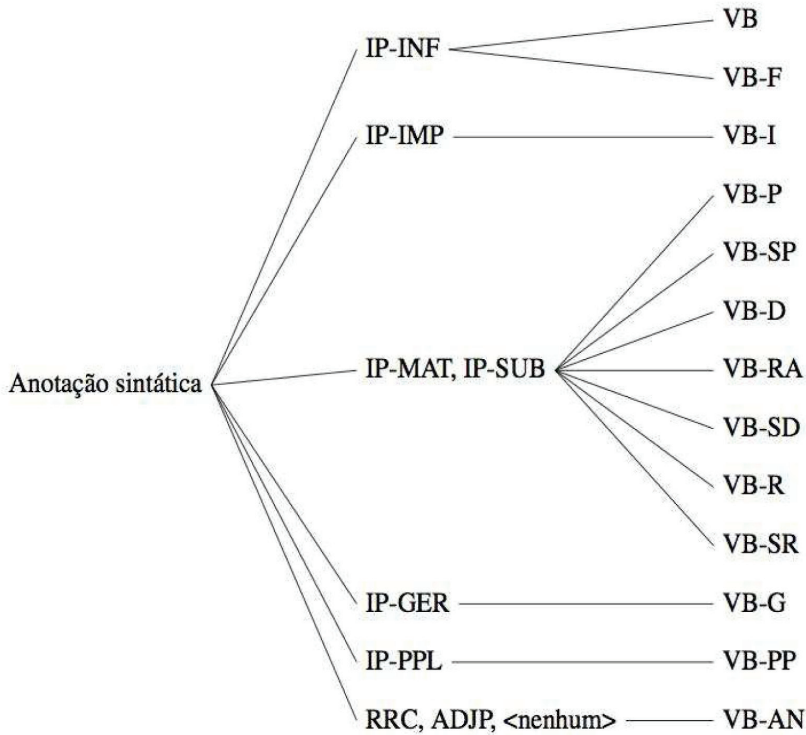 VB
IP-INF
VB-F
IP-IMP
VB-I
VB-P
VB-SP
VB-D
Anotação sintática
IP-MAT, IP-SUB
VB-RA
VB-SD
VB-R
VB-SR
IP-GER
VB-G
IP-PPL
VB-PP
RRC, ADJP, <nenhum>
VB-AN